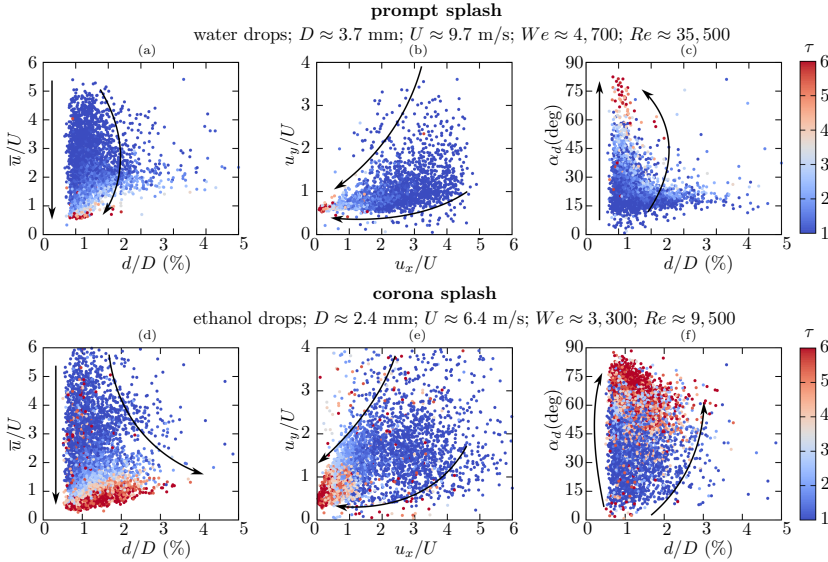 prompt splash
water drops; D ≈ 3.7 mm; U ≈ 9.7 m/s; We ≈ 4,700; Re ≈ 35,500
(a) (b) (c) τ
6 5 4 3 2 1 0
u̅/U
0 1 2 3 4 5
d/D (%)
4 3 2 1 0
u_y/U
0 1 2 3 4 5 6
u_x/U
90 75 60 45 30 15 0
α_d(deg)
0 1 2 3 4 5
d/D (%)
6 5 4 3 2 1
corona splash
ethanol drops; D ≈ 2.4 mm; U ≈ 6.4 m/s; We ≈ 3,300; Re ≈ 9,500
(d) (e) (f) τ
6 5 4 3 2 1 0
u̅/U
0 1 2 3 4 5
d/D (%)
4 3 2 1 0
u_y/U
0 1 2 3 4 5 6
u_x/U
90 75 60 45 30 15 0
α_d(deg)
0 1 2 3 4 5
d/D (%)
6 5 4 3 2 1